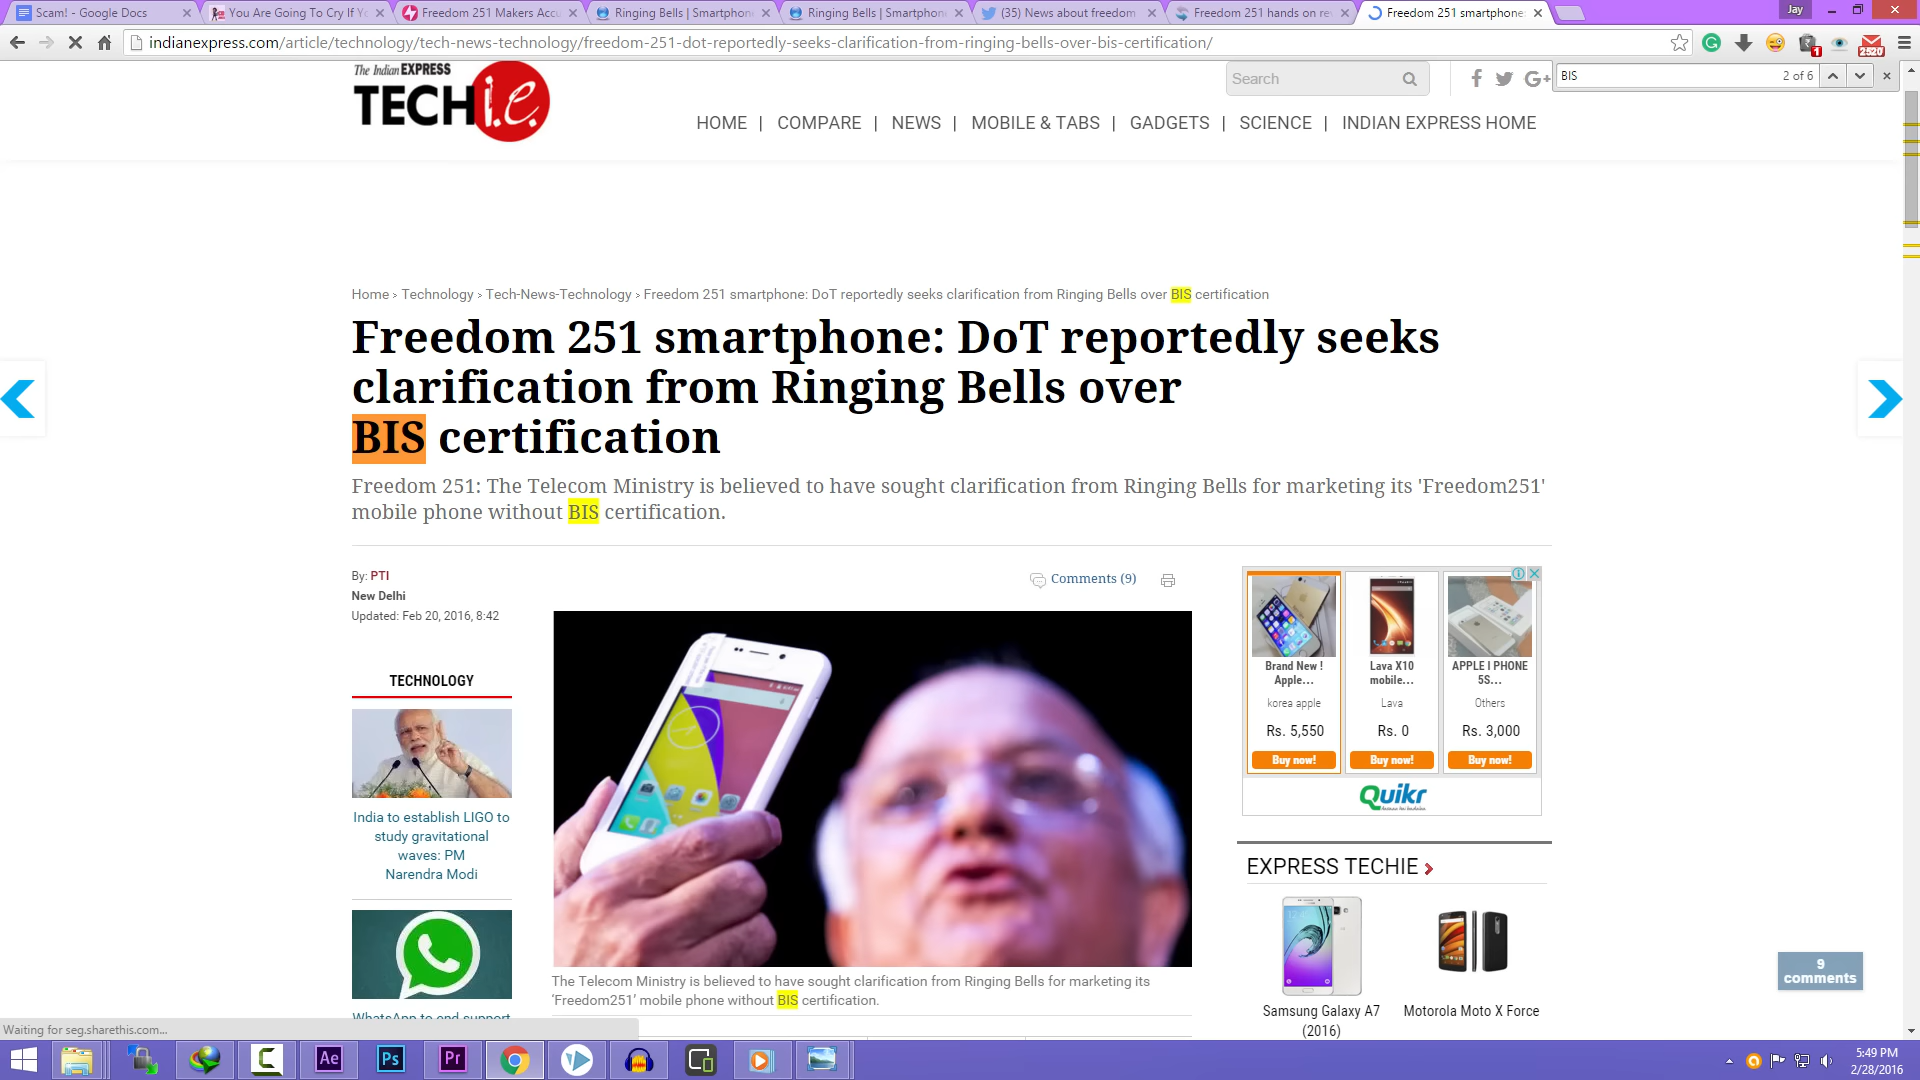 Scam! - Google Docs
You Are Going To Cry If Y
Freedom 251 Makers Accu
Ringing Bells | Smartphon
Ringing Bells | Smartphon
(35) News about freedom
Freedom 251 hands on re
Freedom 251 smartphone:
Jay
indianexpress.com/article/technology/tech-news-technology/freedom-251-dot-reportedly-seeks-clarification-from-ringing-bells-over-bis-certification/
1
2520
The Indian EXPRESS
TECH i.e.
Search
G+
BIS
2 of 6
HOME | COMPARE | NEWS | MOBILE & TABS | GADGETS | SCIENCE | INDIAN EXPRESS HOME
Home > Technology > Tech-News-Technology > Freedom 251 smartphone: DoT reportedly seeks clarification from Ringing Bells over BIS certification
Freedom 251 smartphone: DoT reportedly seeks
clarification from Ringing Bells over
BIS certification
Freedom 251: The Telecom Ministry is believed to have sought clarification from Ringing Bells for marketing its 'Freedom251'
mobile phone without BIS certification.
By: PTI
New Delhi
Updated: Feb 20, 2016, 8:42
Comments (9)
TECHNOLOGY
India to establish LIGO to
study gravitational
waves: PM
Narendra Modi
WhatsApp to end support
The Telecom Ministry is believed to have sought clarification from Ringing Bells for marketing its
‘Freedom251’ mobile phone without BIS certification.
Brand New !
Apple...
korea apple
Rs. 5,550
Buy now!
Lava X10
mobile...
Lava
Rs. 0
Buy now!
APPLE I PHONE
5S...
Others
Rs. 3,000
Buy now!
Quikr
EXPRESS TECHIE
Samsung Galaxy A7
(2016)
Motorola Moto X Force
9
comments
Waiting for seg.sharethis.com...
Ae
Ps
Pr
5:49 PM
2/28/2016